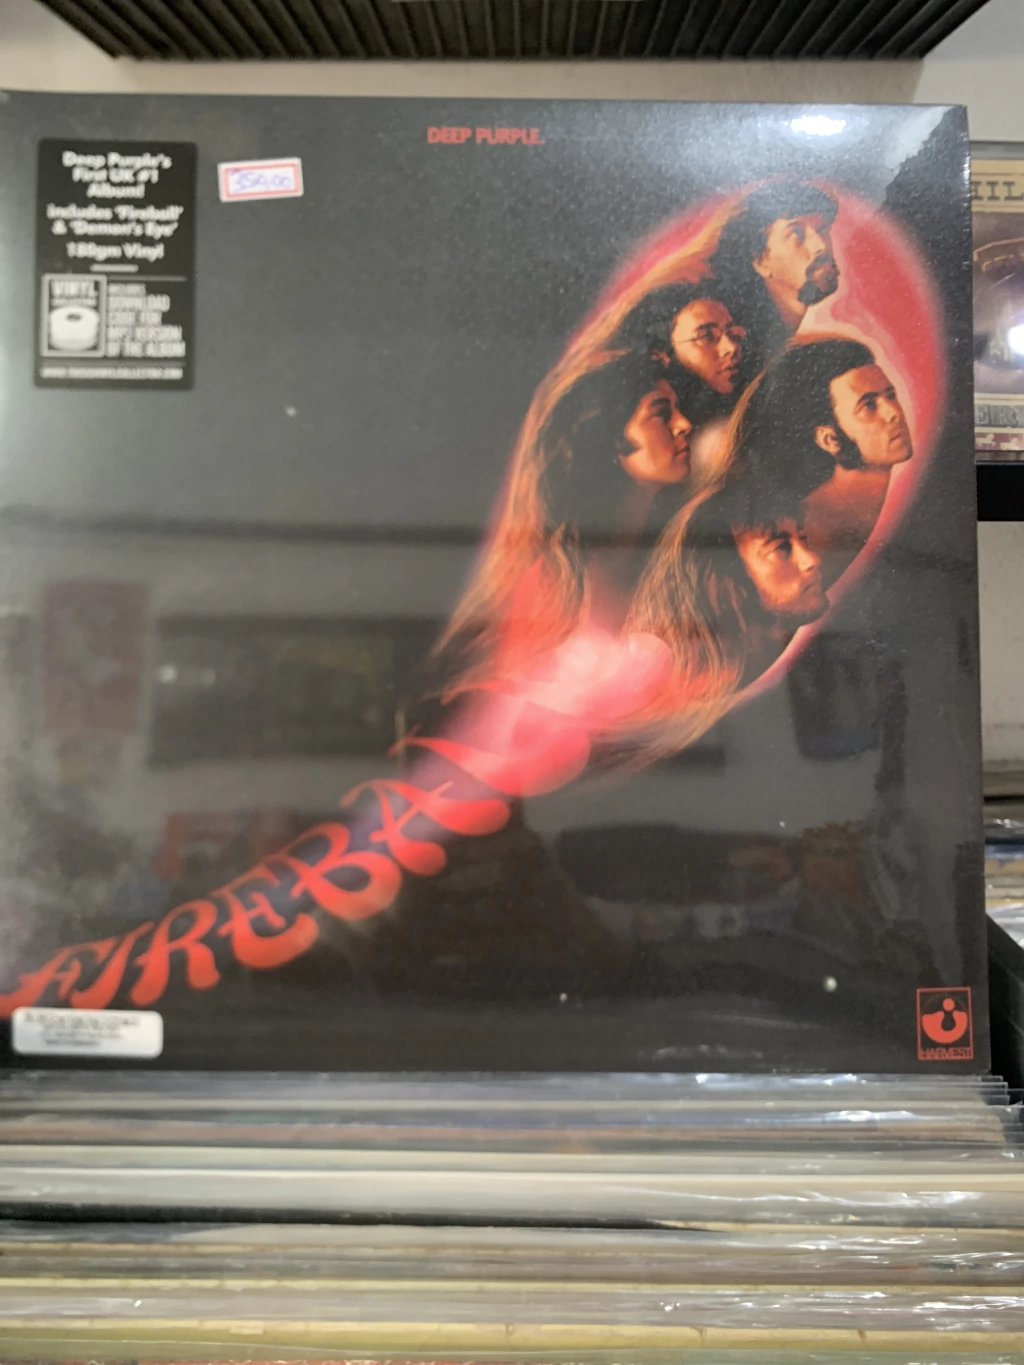 DEEP PURPLE.
Deep Purple's
First UK #1
Album!
includes 'Fireball'
& 'Demon's Eye'
180gm Vinyl
VINYL
INCLUDES
DOWNLOAD
CODE FOR
MP3 VERSION
OF THE ALBUM
FIREBALL
HARVEST